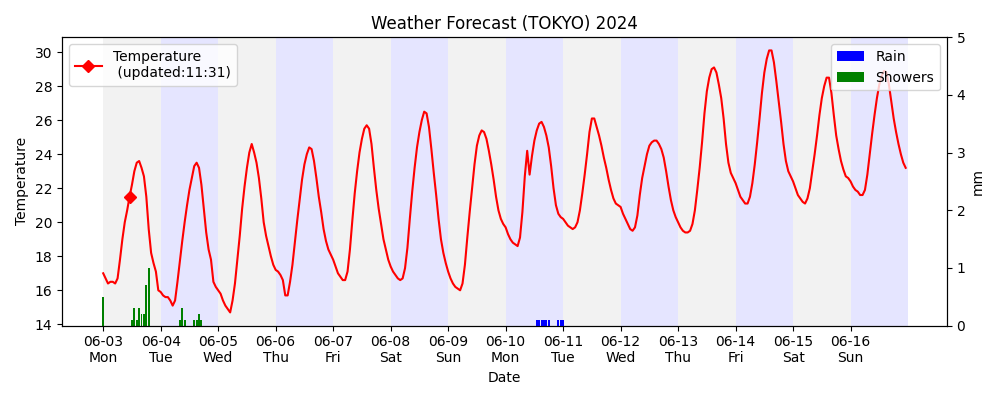 Weather Forecast (TOKYO) 2024
Temperature
(updated:11:31)
Rain
Showers
Temperature
30
28
26
24
22
20
18
16
14
5
4
3
2
1
0
mm
06-03 06-04 06-05 06-06 06-07 06-08 06-09 06-10 06-11 06-12 06-13 06-14 06-15 06-16
Mon Tue Wed Thu Fri Sat Sun Mon Tue Wed Thu Fri Sat Sun
Date